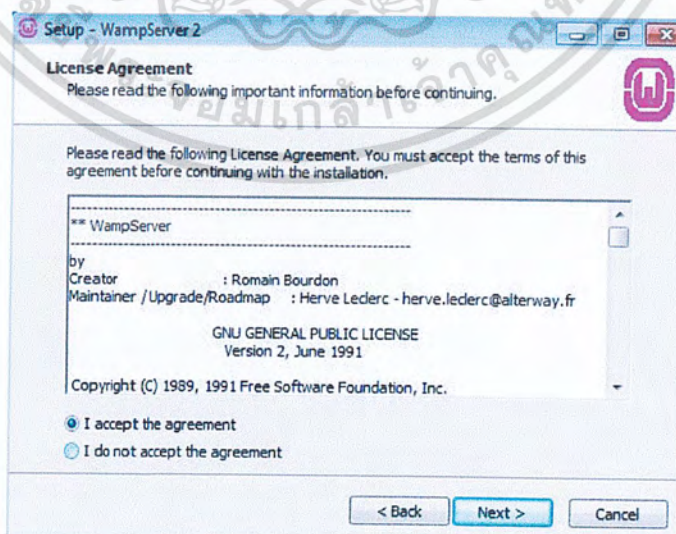 Setup - WampServer 2
License Agreement
Please read the following important information before continuing.
Please read the following License Agreement. You must accept the terms of this
agreement before continuing with the installation.
------------------------------------------------------------
** WampServer
------------------------------------------------------------
by
Creator : Romain Bourdon
Maintainer /Upgrade/Roadmap : Herve Leclerc - herve.leclerc@alterway.fr
GNU GENERAL PUBLIC LICENSE
Version 2, June 1991
Copyright (C) 1989, 1991 Free Software Foundation, Inc.
I accept the agreement
I do not accept the agreement
< Back
Next >
Cancel